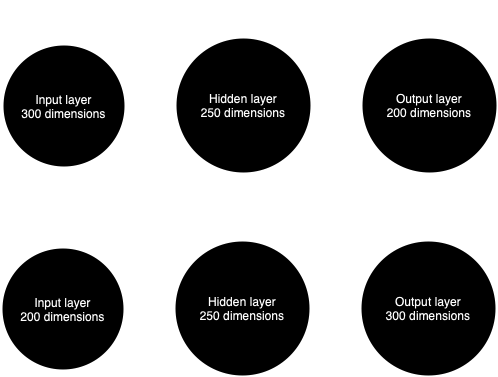 Input layer
300 dimensions
Hidden layer
250 dimensions
Output layer
200 dimensions
Input layer
200 dimensions
Hidden layer
250 dimensions
Output layer
300 dimensions